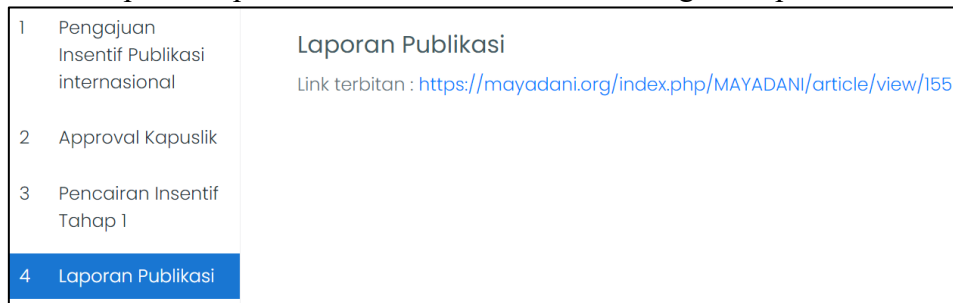 1 Pengajuan
Insentif Publikasi
internasional
2 Approval Kapuslik
3 Pencairan Insentif
Tahap 1
4 Laporan Publikasi
Laporan Publikasi
Link terbitan : https://mayadani.org/index.php/MAYADANI/article/view/155